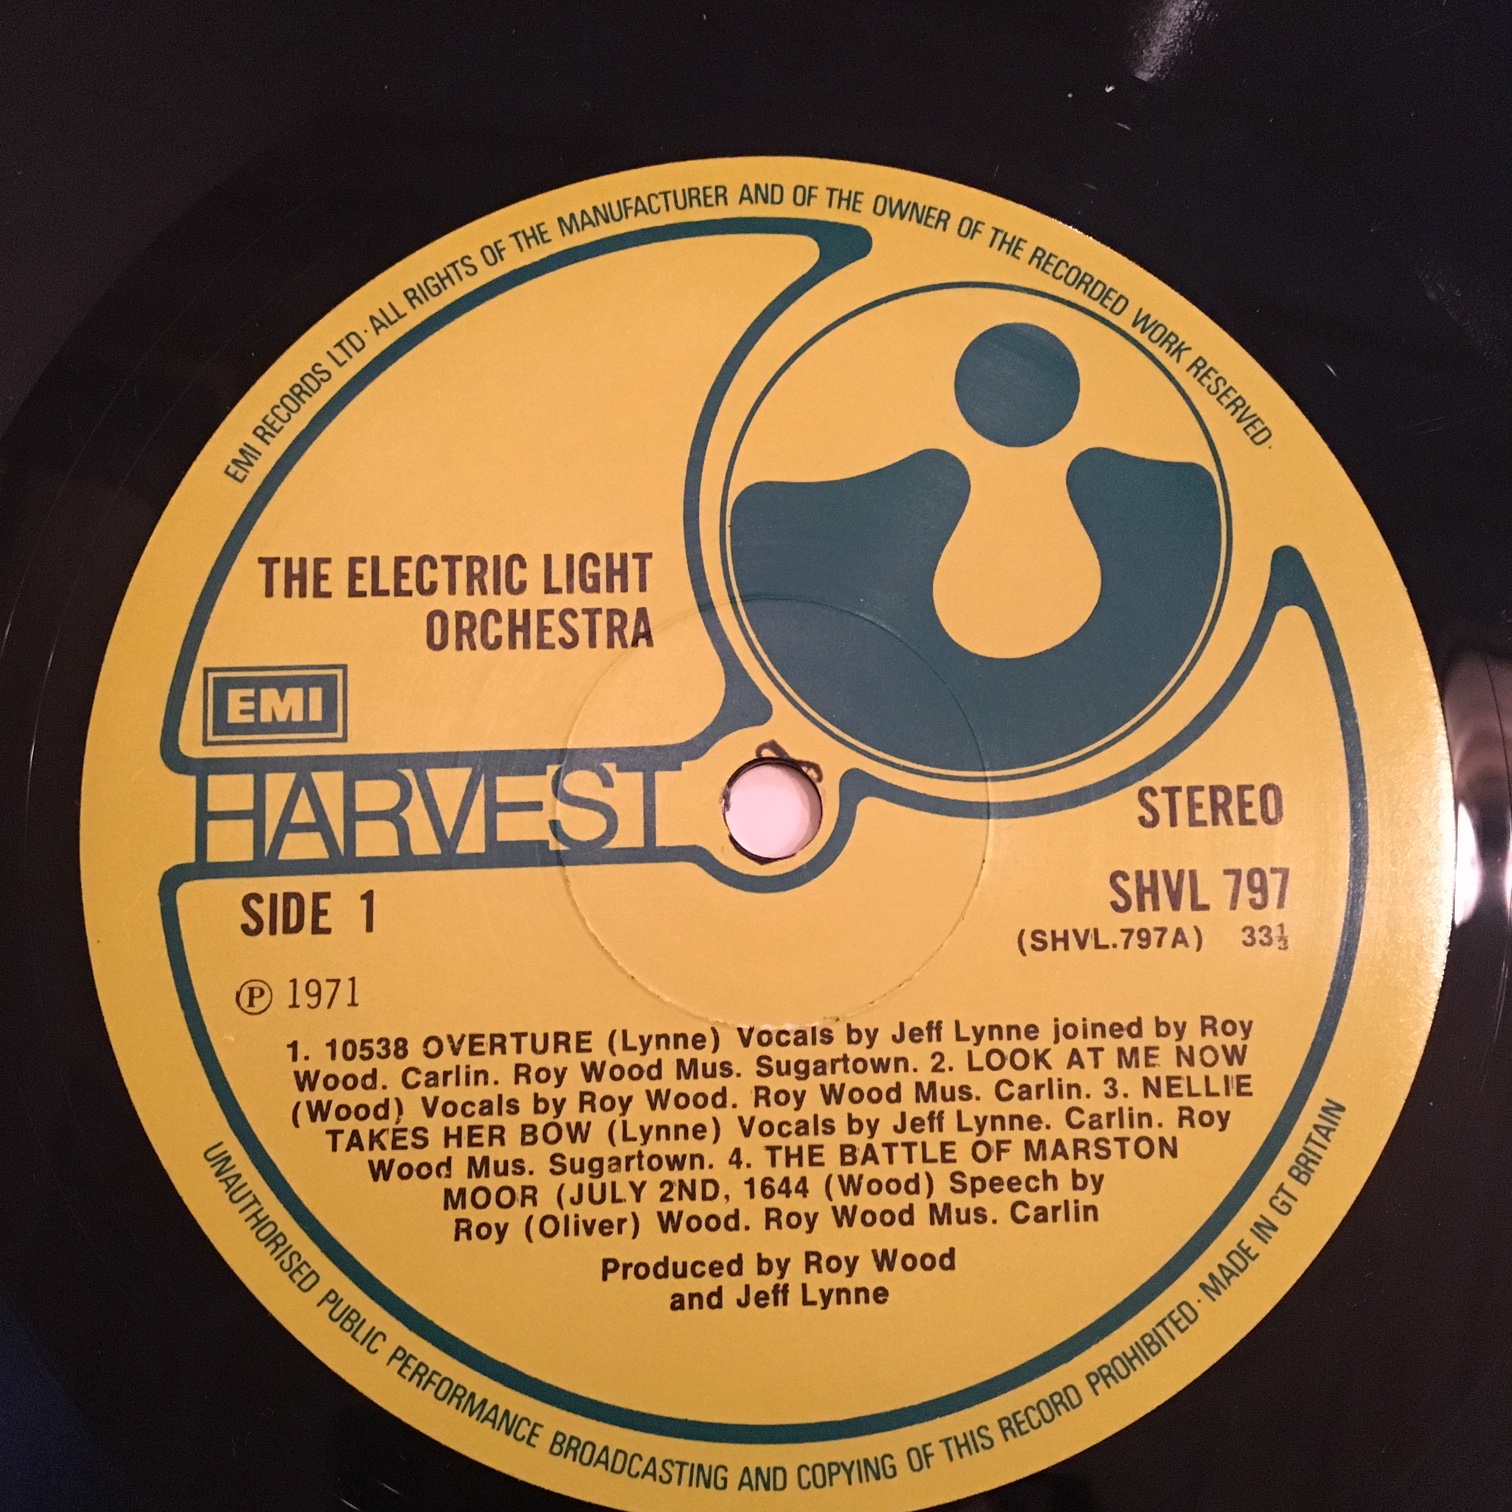 EMI RECORDS LTD · ALL RIGHTS OF THE MANUFACTURER AND OF THE OWNER OF THE RECORDED WORK RESERVED ·
THE ELECTRIC LIGHT
ORCHESTRA
EMI
HARVEST
STEREO
SHVL 797
(SHVL.797A) 33⅓
SIDE 1
Ⓟ 1971
1. 10538 OVERTURE (Lynne) Vocals by Jeff Lynne joined by Roy
Wood. Carlin. Roy Wood Mus. Sugartown. 2. LOOK AT ME NOW
(Wood) Vocals by Roy Wood. Roy Wood Mus. Carlin. 3. NELLIE
TAKES HER BOW (Lynne) Vocals by Jeff Lynne. Carlin. Roy
Wood Mus. Sugartown. 4. THE BATTLE OF MARSTON
MOOR (JULY 2ND, 1644 (Wood) Speech by
Roy (Oliver) Wood. Roy Wood Mus. Carlin
Produced by Roy Wood
and Jeff Lynne
UNAUTHORISED PUBLIC PERFORMANCE BROADCASTING AND COPYING OF THIS RECORD PROHIBITED · MADE IN GT BRITAIN